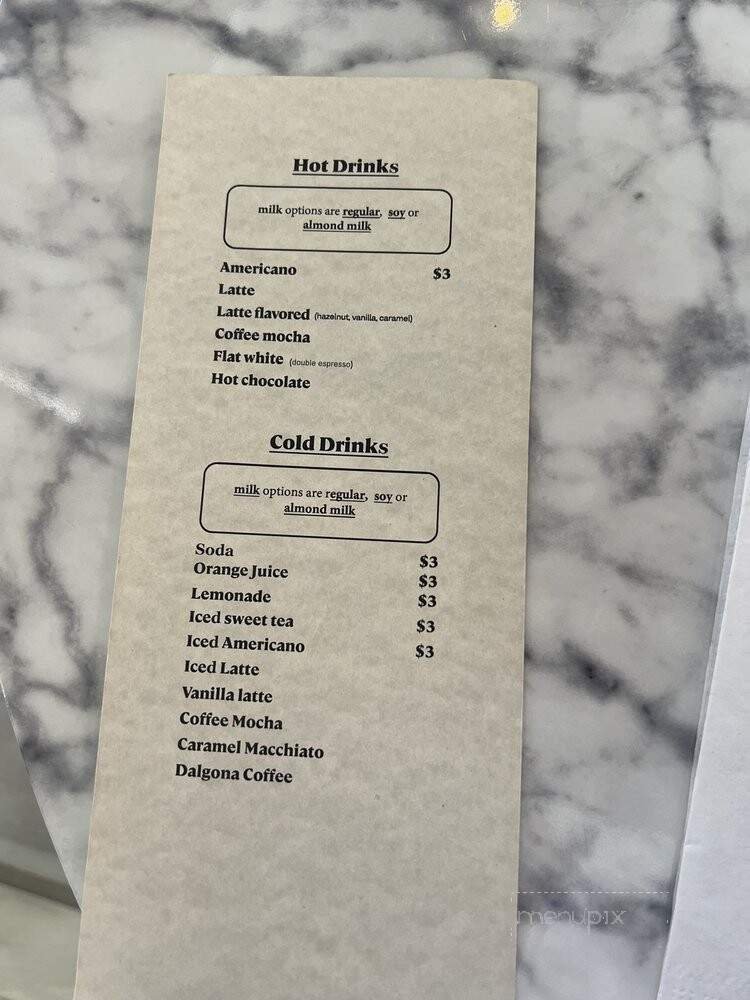 Hot Drinks
milk options are regular, soy or
almond milk
Americano $3
Latte
Latte flavored (hazelnut, vanilla, caramel)
Coffee mocha
Flat white (double espresso)
Hot chocolate
Cold Drinks
milk options are regular, soy or
almond milk
Soda $3
Orange Juice $3
Lemonade $3
Iced sweet tea $3
Iced Americano $3
Iced Latte
Vanilla latte
Coffee Mocha
Caramel Macchiato
Dalgona Coffee
menupix